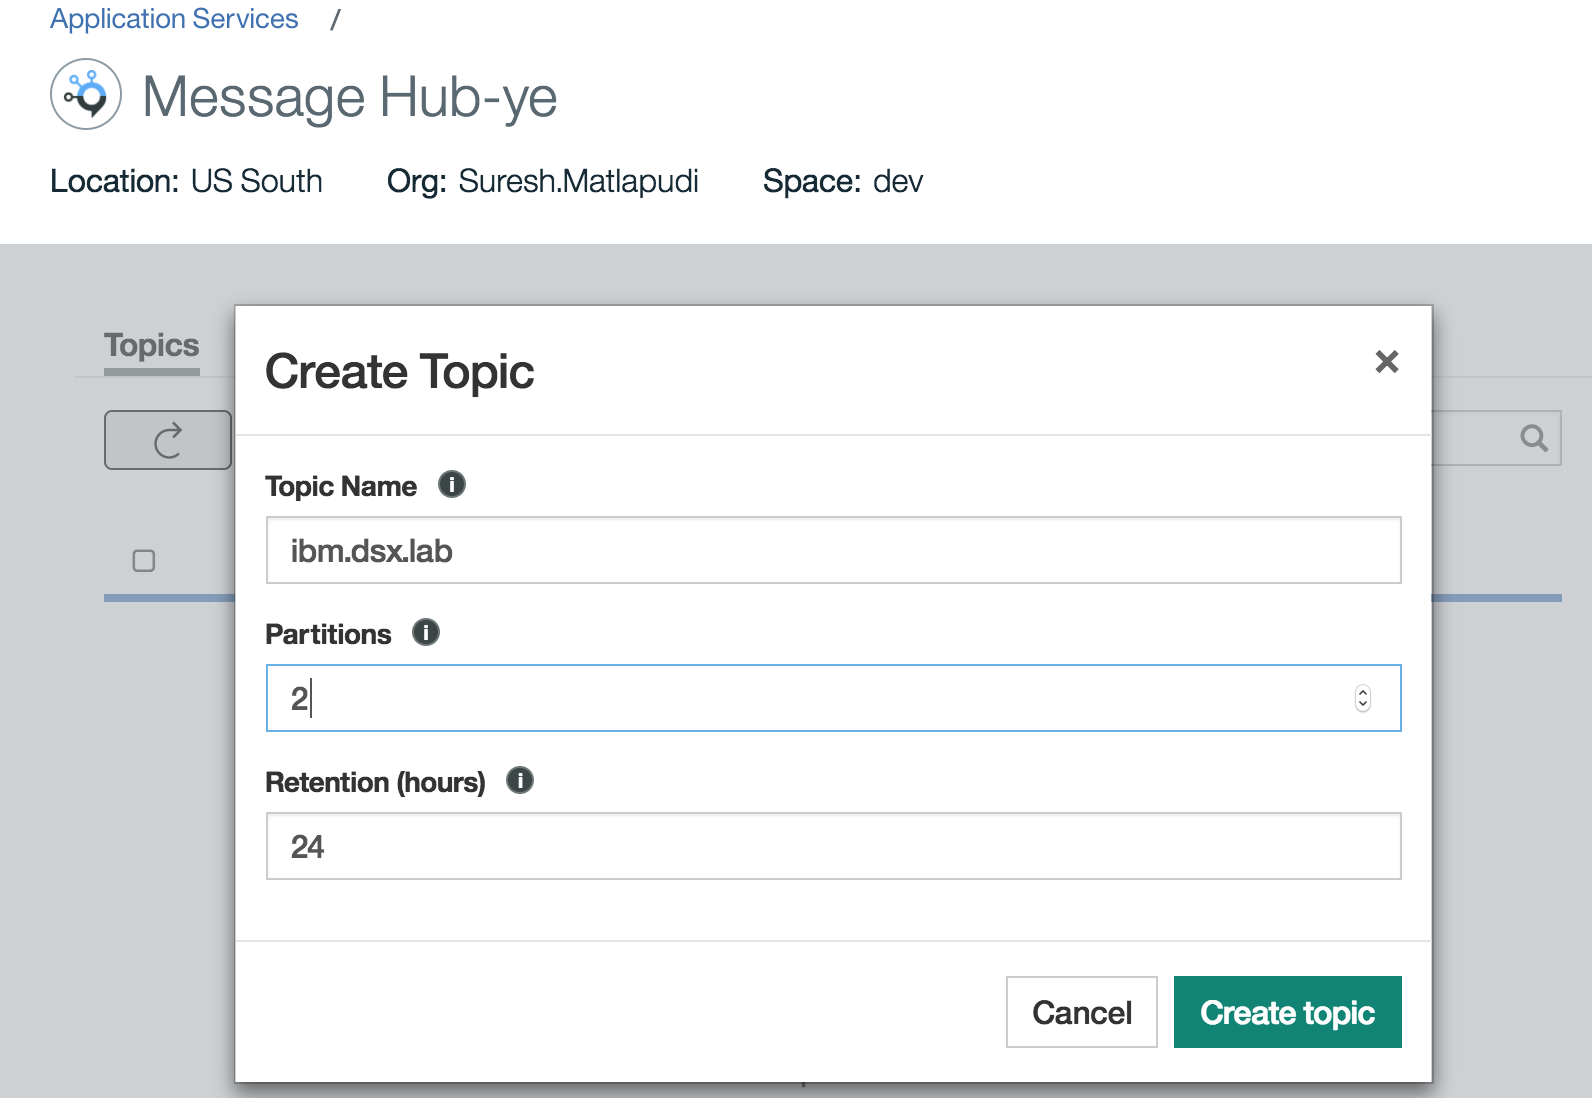 Application Services /
Message Hub-ye
Location: US South Org: Suresh.Matlapudi Space: dev
Topics
Create Topic
Topic Name
ibm.dsx.lab
Partitions
2
Retention (hours)
24
Cancel Create topic